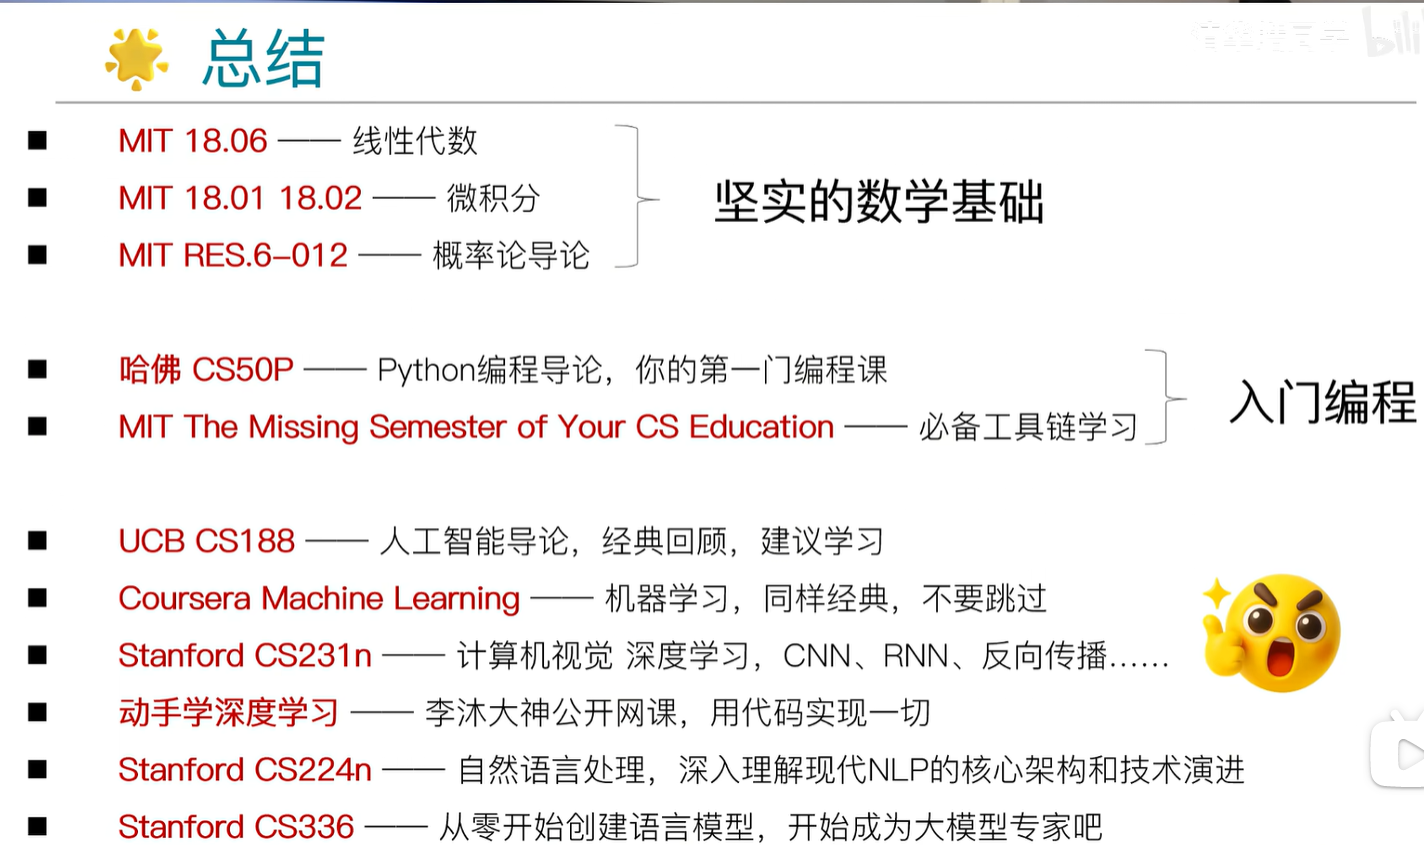 总结
MIT 18.06 —— 线性代数
MIT 18.01 18.02 —— 微积分
MIT RES.6-012 —— 概率论导论
坚实的数学基础
哈佛 CS50P —— Python编程导论，你的第一门编程课
MIT The Missing Semester of Your CS Education —— 必备工具链学习
入门编程
UCB CS188 —— 人工智能导论，经典回顾，建议学习
Coursera Machine Learning —— 机器学习，同样经典，不要跳过
Stanford CS231n —— 计算机视觉 深度学习，CNN、RNN、反向传播……
动手学深度学习 —— 李沐大神公开网课，用代码实现一切
Stanford CS224n —— 自然语言处理，深入理解现代NLP的核心架构和技术演进
Stanford CS336 —— 从零开始创建语言模型，开始成为大模型专家吧